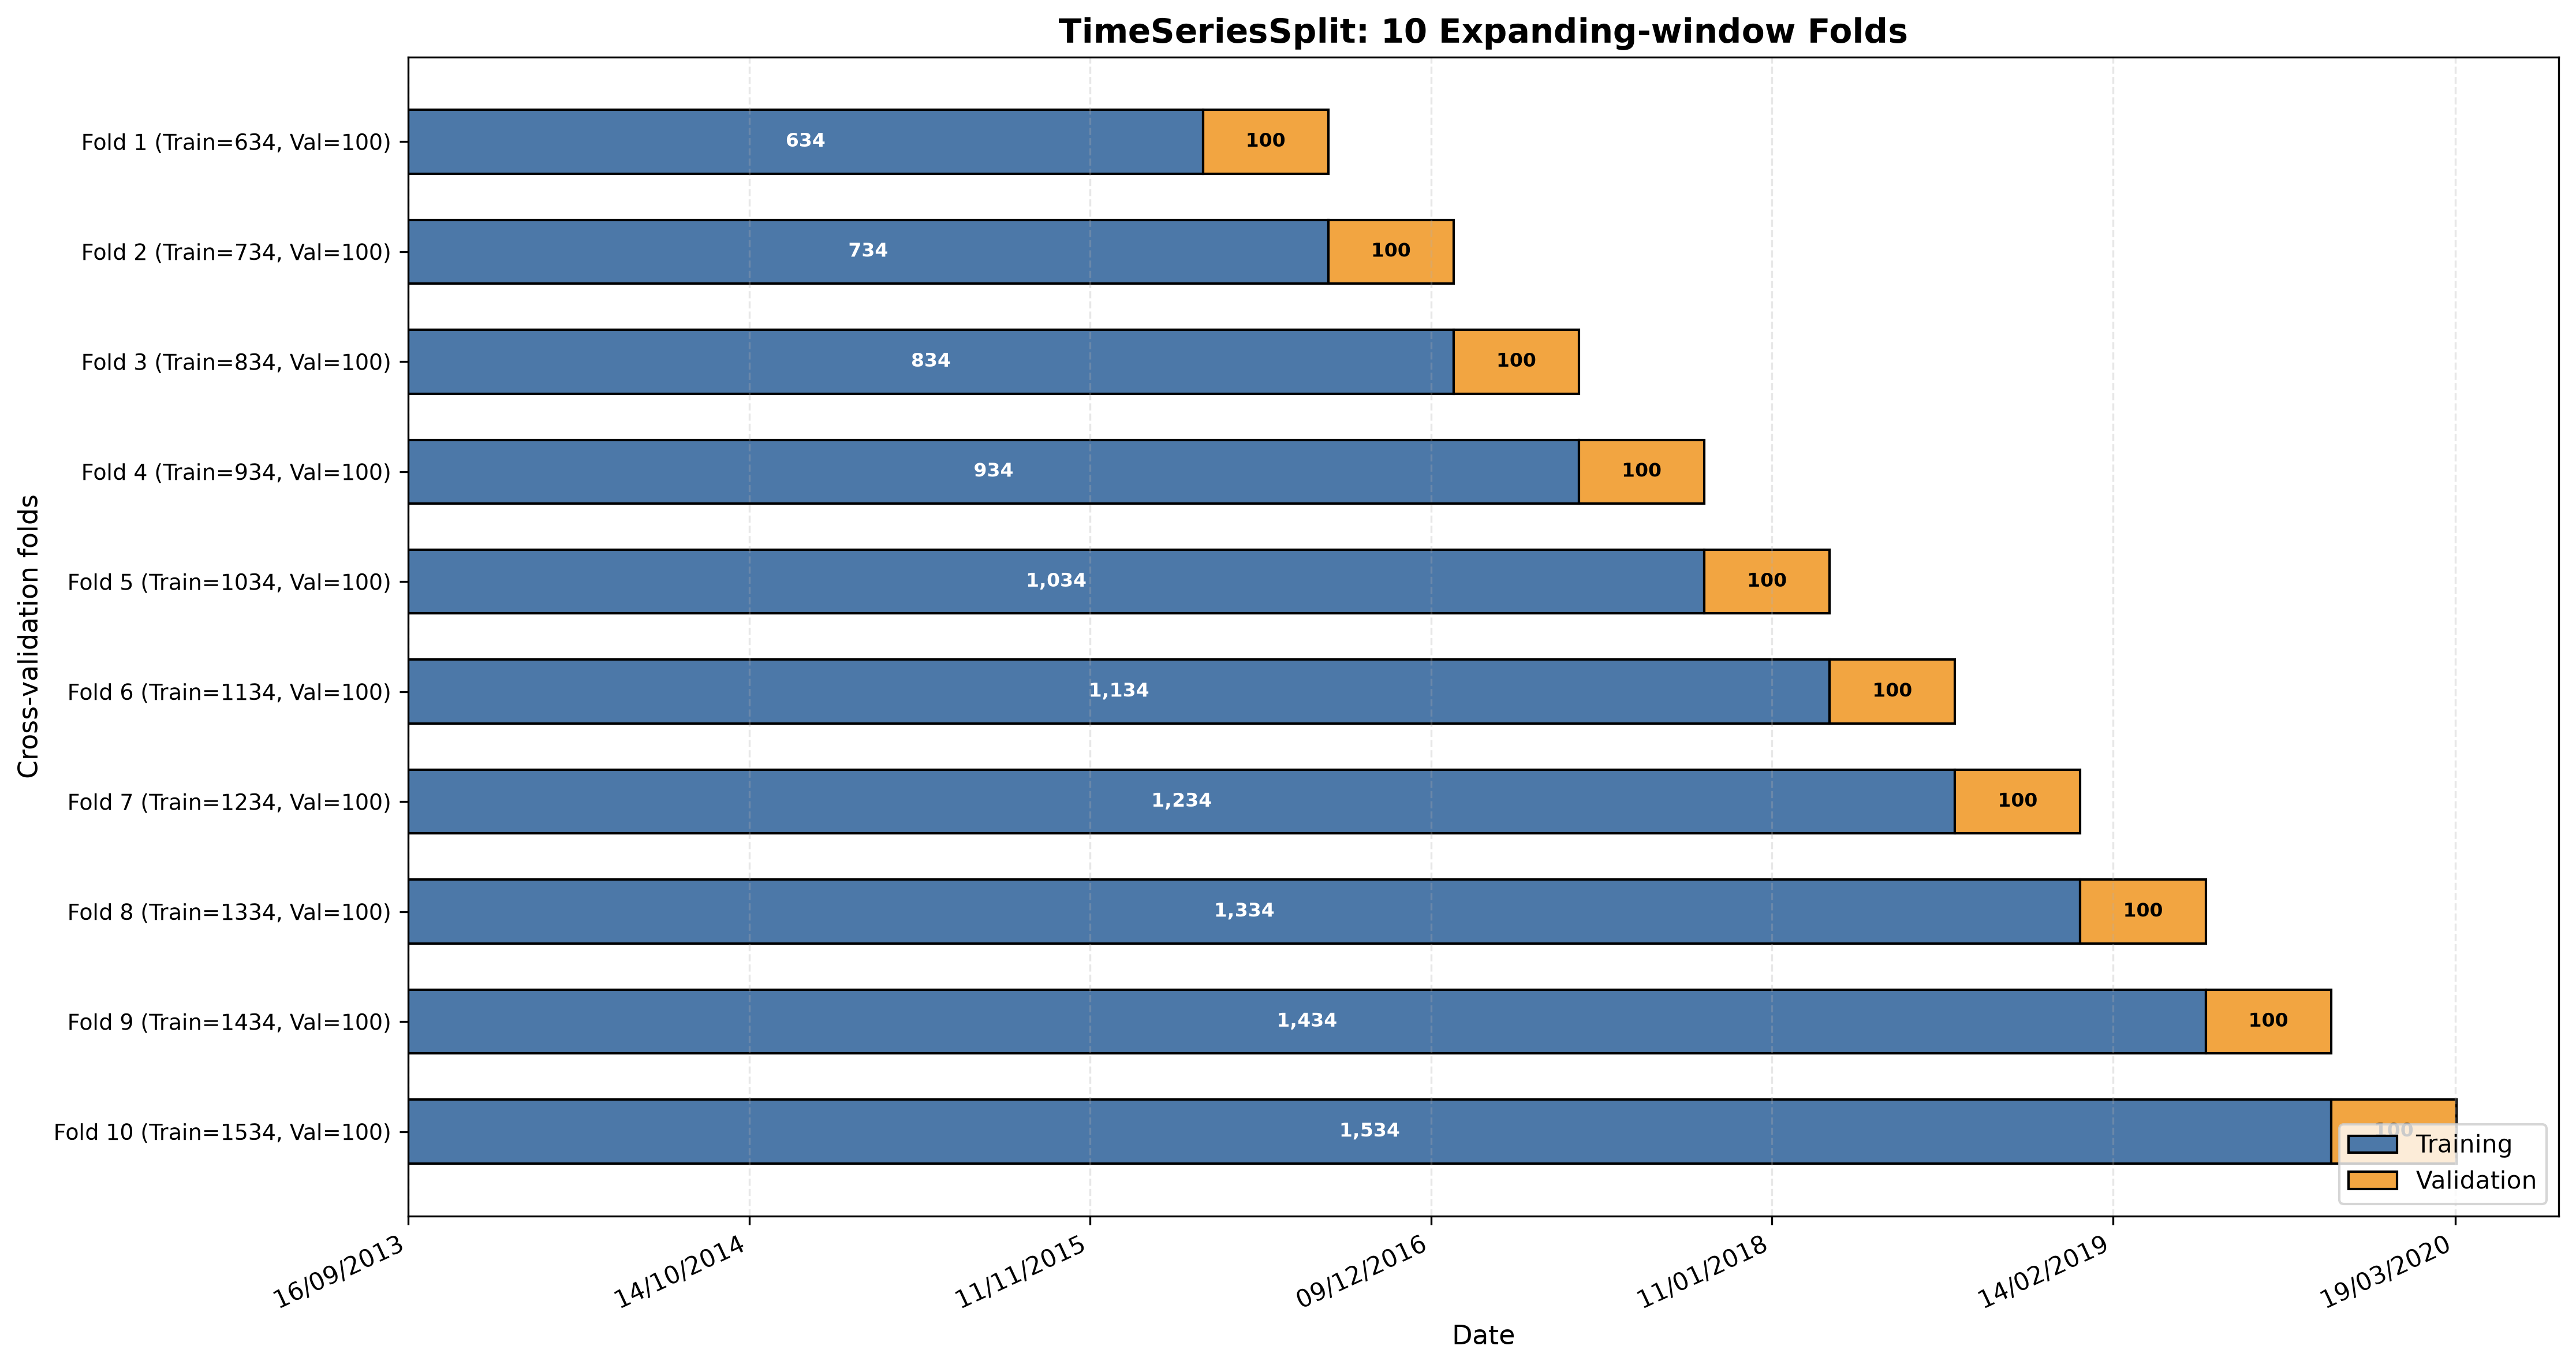 TimeSeriesSplit: 10 Expanding-window Folds
Cross-validation folds
Fold 1 (Train=634, Val=100)
634
100
Fold 2 (Train=734, Val=100)
734
100
Fold 3 (Train=834, Val=100)
834
100
Fold 4 (Train=934, Val=100)
934
100
Fold 5 (Train=1034, Val=100)
1,034
100
Fold 6 (Train=1134, Val=100)
1,134
100
Fold 7 (Train=1234, Val=100)
1,234
100
Fold 8 (Train=1334, Val=100)
1,334
100
Fold 9 (Train=1434, Val=100)
1,434
100
Fold 10 (Train=1534, Val=100)
1,534
100
Training
Validation
16/09/2013
14/10/2014
11/11/2015
09/12/2016
11/01/2018
14/02/2019
19/03/2020
Date